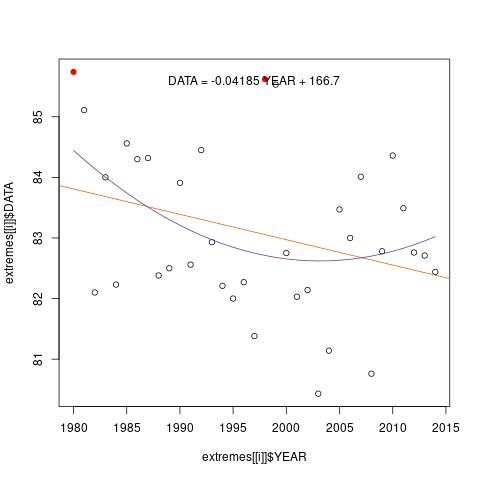 DATA = -0.04185 YEAR + 166.7
85
84
83
82
81
extremes[[i]]$DATA
1980 1985 1990 1995 2000 2005 2010 2015
extremes[[i]]$YEAR